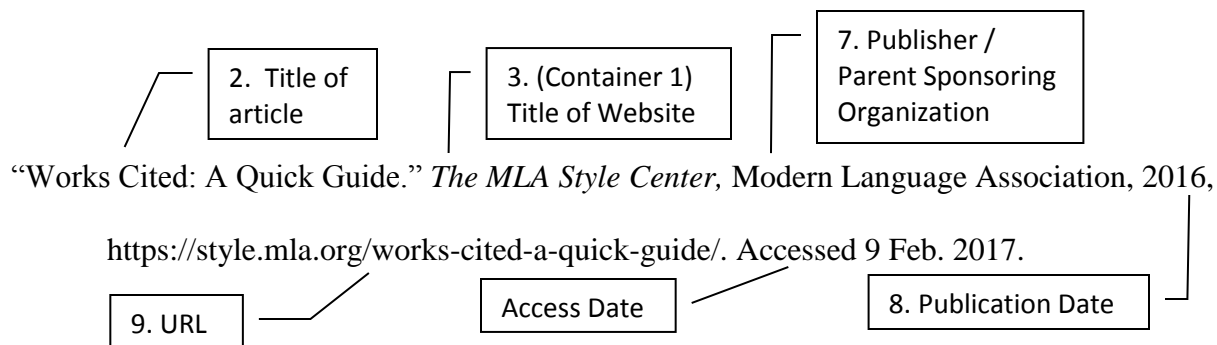 2. Title of
article
3. (Container 1)
Title of Website
7. Publisher /
Parent Sponsoring
Organization
“Works Cited: A Quick Guide.” The MLA Style Center, Modern Language Association, 2016,
https://style.mla.org/works-cited-a-quick-guide/. Accessed 9 Feb. 2017.
9. URL
Access Date
8. Publication Date